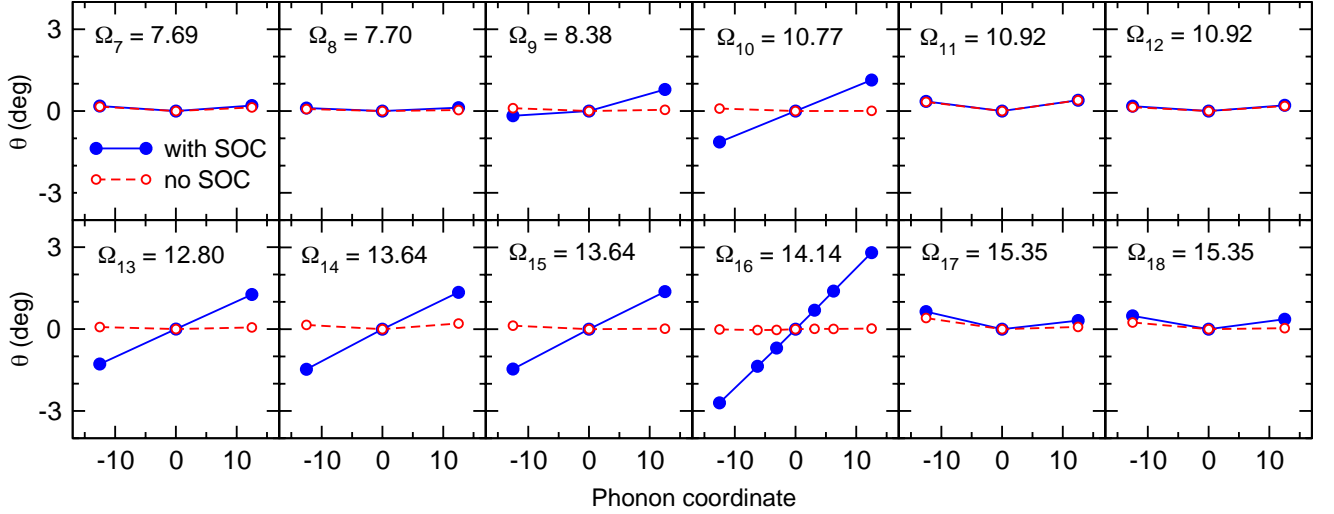 Ω7 = 7.69
Ω8 = 7.70
Ω9 = 8.38
Ω10 = 10.77
Ω11 = 10.92
Ω12 = 10.92
3
0
-3
θ (deg)
with SOC
no SOC
Ω13 = 12.80
Ω14 = 13.64
Ω15 = 13.64
Ω16 = 14.14
Ω17 = 15.35
Ω18 = 15.35
3
0
-3
θ (deg)
-10 0 10 -10 0 10 -10 0 10 -10 0 10 -10 0 10 -10 0 10
Phonon coordinate